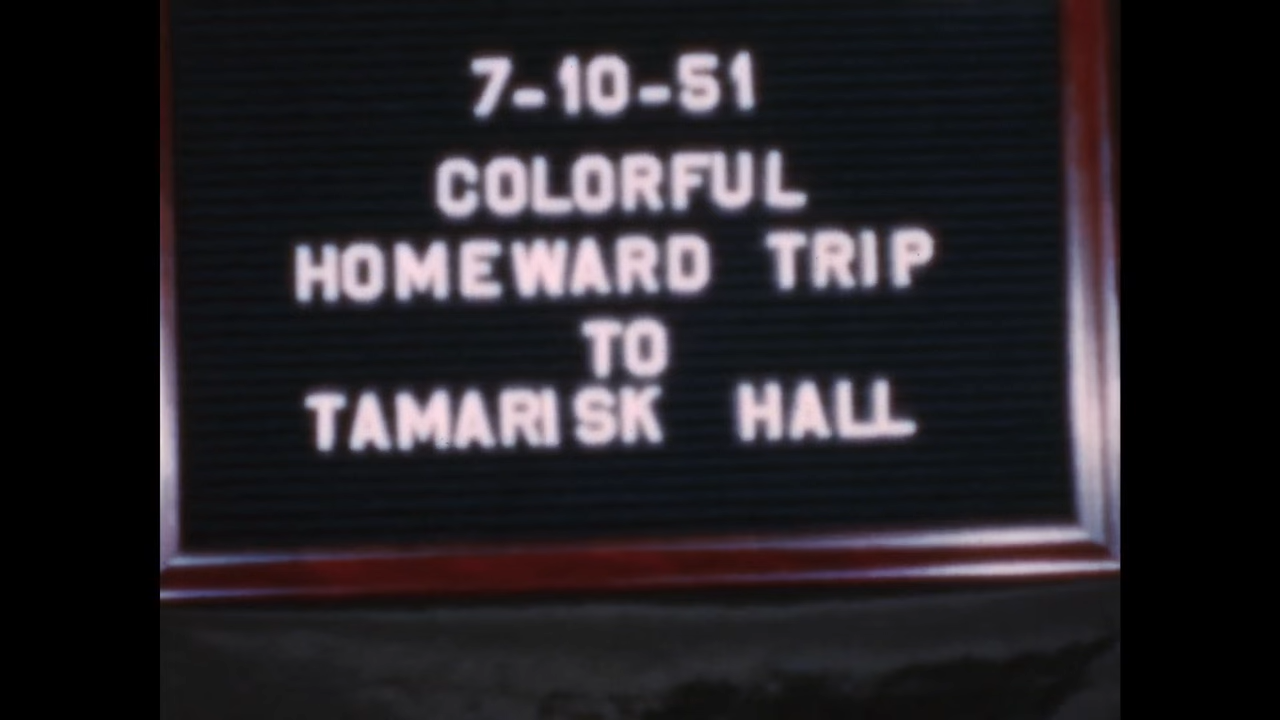 7-10-51
COLORFUL
HOMEWARD TRIP
TO
TAMARISK HALL